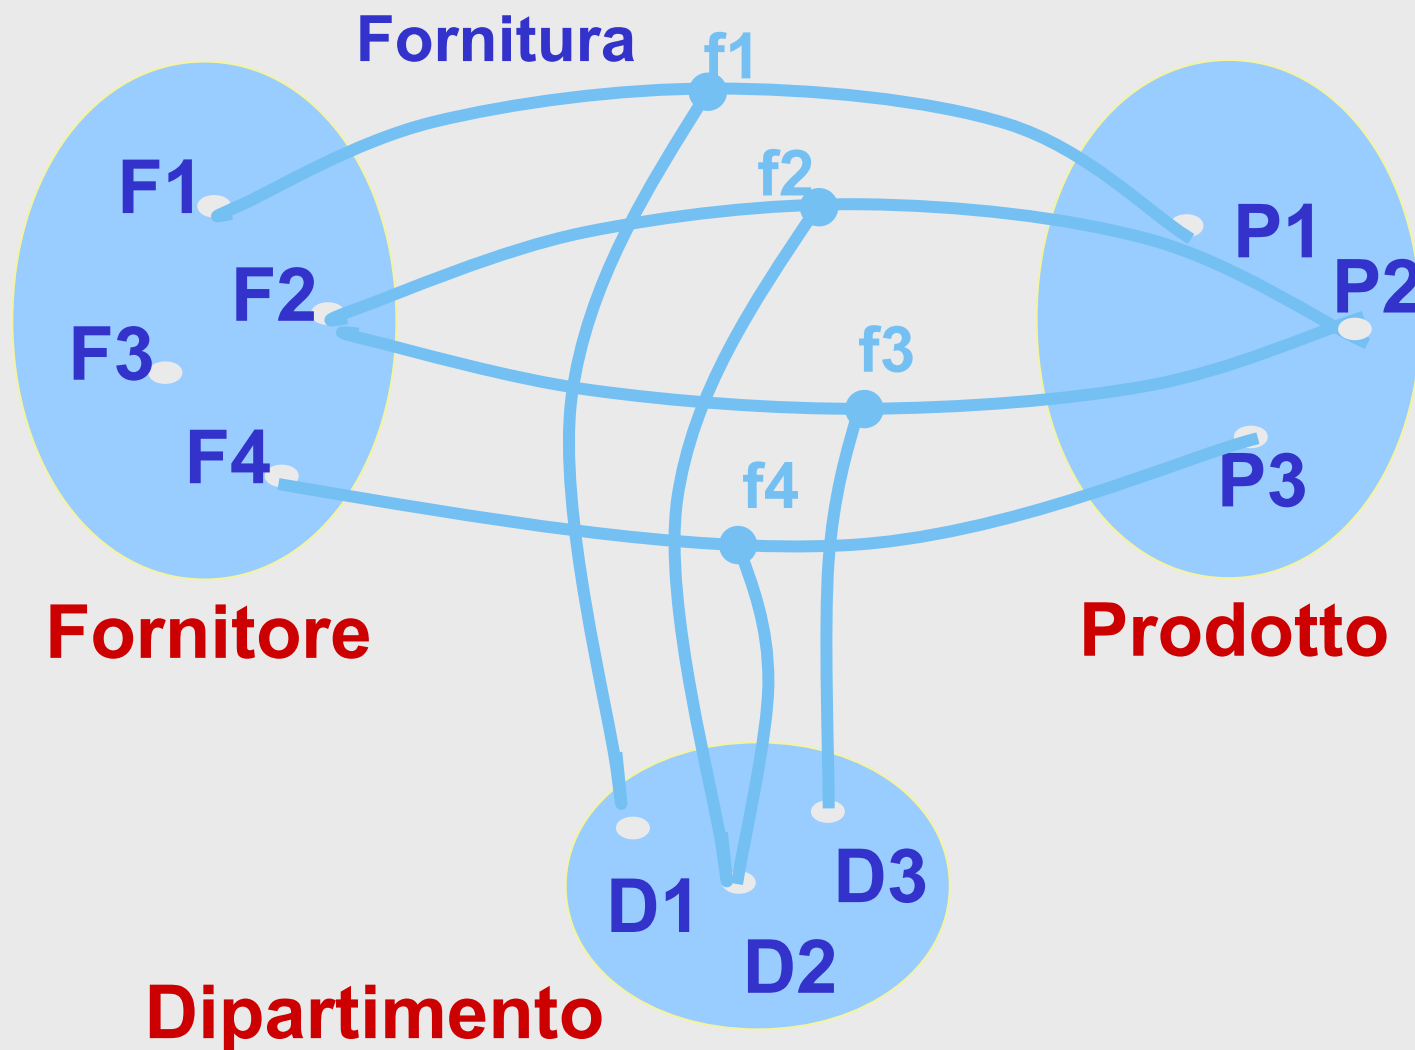 Fornitura
f1
f2
F1
P1
F2
P2
F3
f3
F4
f4
P3
Fornitore
Prodotto
D1
D3
D2
Dipartimento